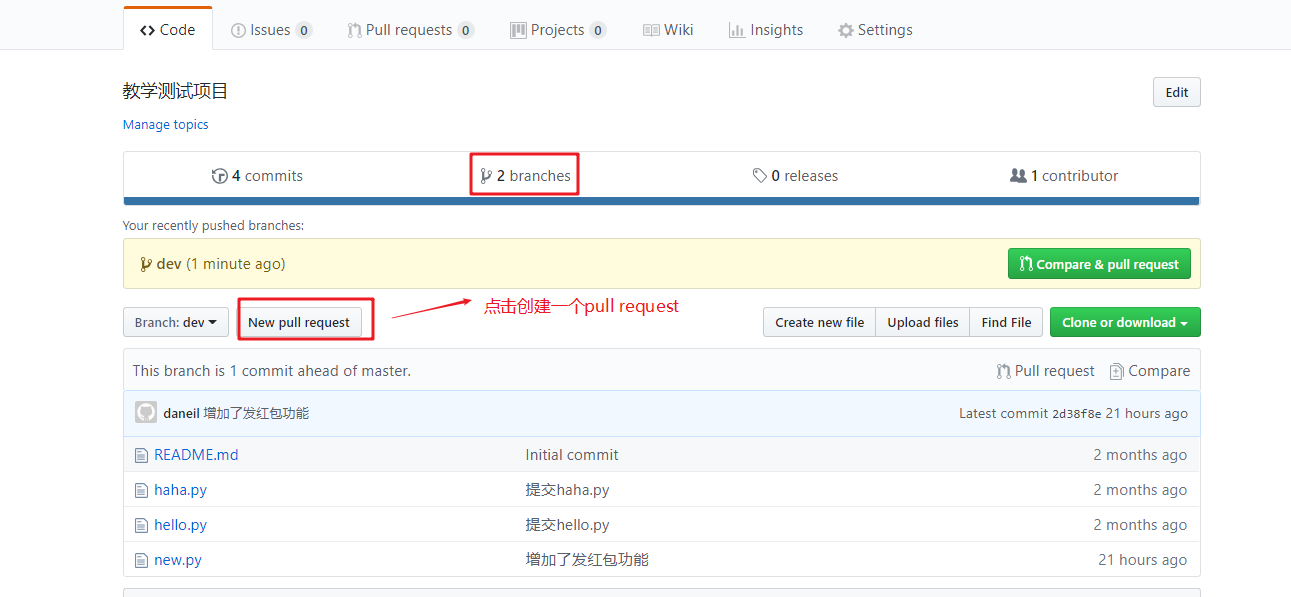 Code Issues 0 Pull requests 0 Projects 0 Wiki Insights Settings
教学测试项目 Edit
Manage topics
4 commits 2 branches 0 releases 1 contributor
Your recently pushed branches:
dev (1 minute ago) Compare & pull request
点击创建一个pull request
Branch: dev New pull request Create new file Upload files Find File Clone or download
This branch is 1 commit ahead of master. Pull request Compare
daneil 增加了发红包功能 Latest commit 2d38f8e 21 hours ago
README.md Initial commit 2 months ago
haha.py 提交haha.py 2 months ago
hello.py 提交hello.py 2 months ago
new.py 增加了发红包功能 21 hours ago